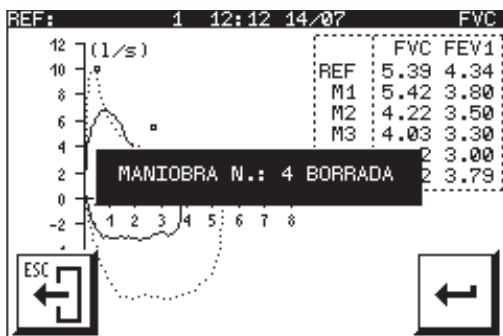 REF: 1 12:12 14/07 FVC
12 (l/s)
10
8
6
4
2
0
-2
1 2 3 4 5 6 7 8
FVC FEV1
REF 5.39 4.34
M1 5.42 3.80
M2 4.22 3.50
M3 4.03 3.30
2 3.00
2 3.79
MANIOBRA N.: 4 BORRADA
ESC